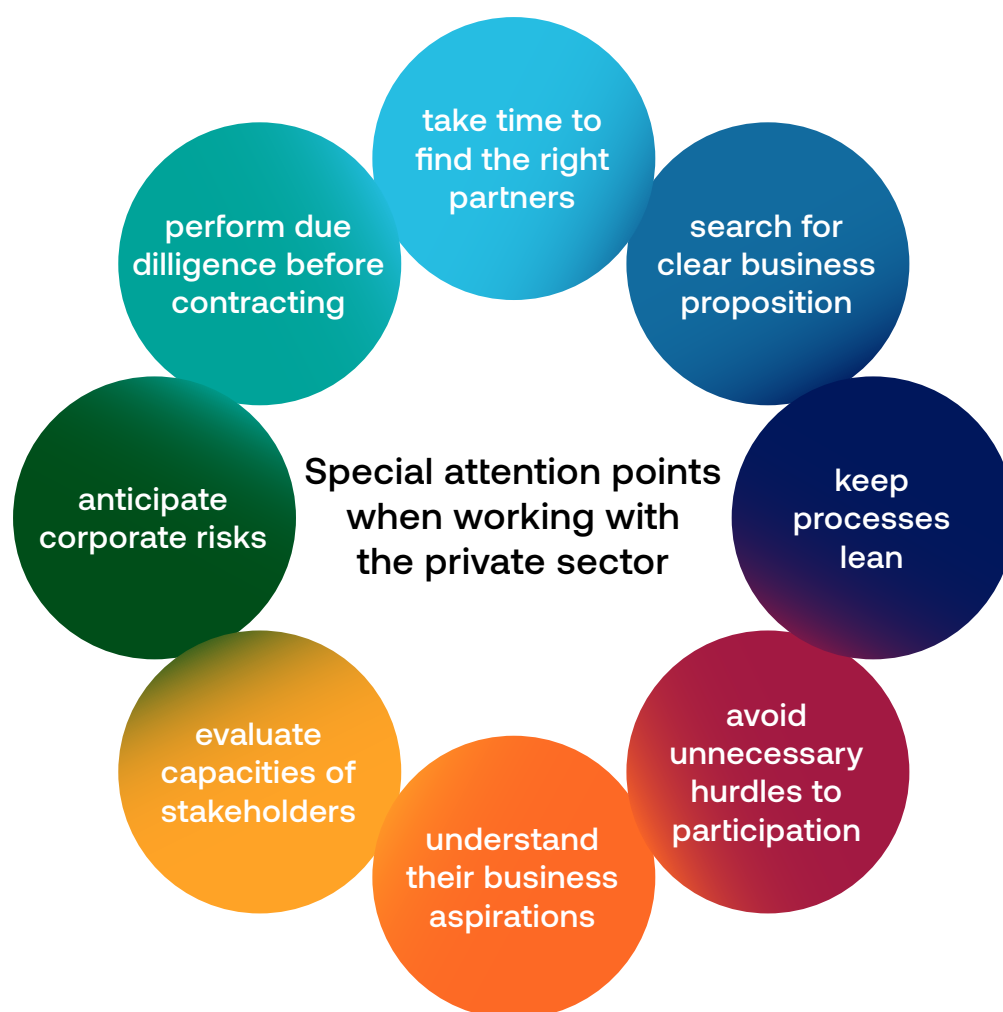 take time to
find the right
partners
search for
clear business
proposition
keep
processes
lean
avoid
unnecessary
hurdles to
participation
understand
their business
aspirations
evaluate
capacities of
stakeholders
anticipate
corporate risks
perform due
dilligence before
contracting
Special attention points
when working with
the private sector